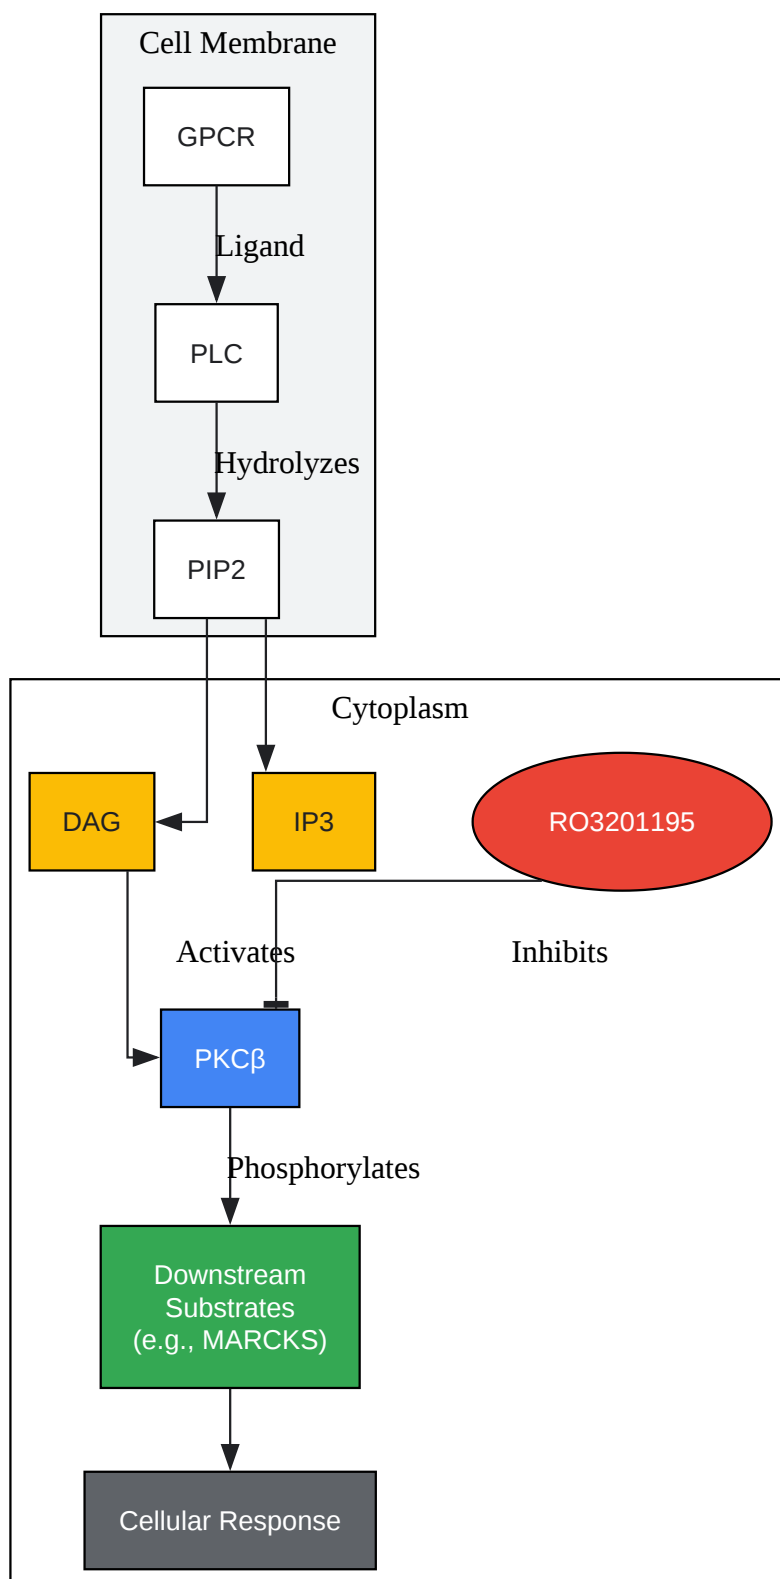 Cell Membrane
GPCR
Ligand
PLC
Hydrolyzes
PIP2
Cytoplasm
DAG
IP3
RO3201195
Activates
Inhibits
PKCβ
Phosphorylates
Downstream
Substrates
(e.g., MARCKS)
Cellular Response